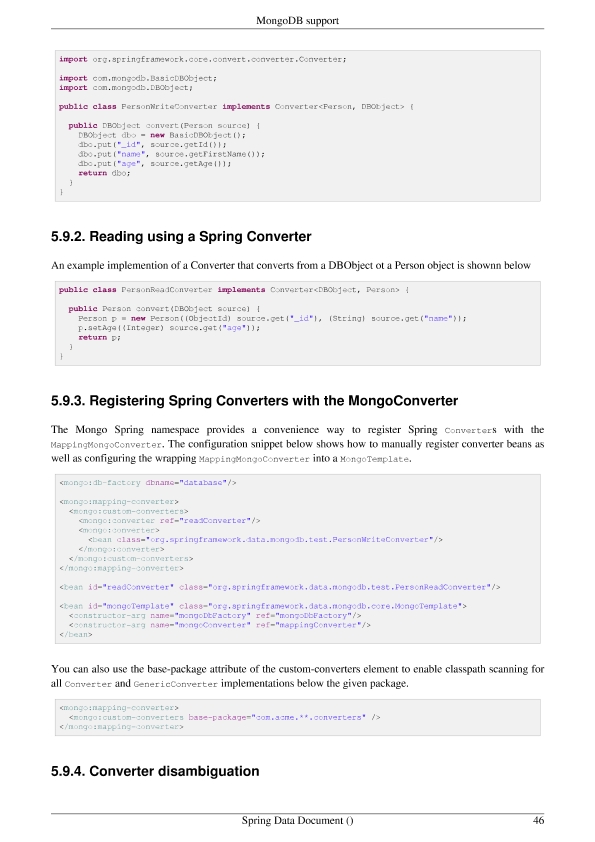 MongoDB support
import org.springframework.core.convert.converter.Converter;
import com.mongodb.BasicDBObject;
import com.mongodb.DBObject;
public class PersonWriteConverter implements Converter<Person, DBObject> {
public DBObject convert(Person source) {
DBObject dbo = new BasicDBObject();
dbo.put("_id", source.getId());
dbo.put("name", source.getFirstName());
dbo.put("age", source.getAge());
return dbo;
}
}
5.9.2. Reading using a Spring Converter
An example implemention of a Converter that converts from a DBObject ot a Person object is shownn below
public class PersonReadConverter implements Converter<DBObject, Person> {
public Person convert(DBObject source) {
Person p = new Person((ObjectId) source.get("_id"), (String) source.get("name"));
p.setAge((Integer) source.get("age"));
return p;
}
}
5.9.3. Registering Spring Converters with the MongoConverter
The Mongo Spring namespace provides a convenience way to register Spring Converters with the
MappingMongoConverter. The configuration snippet below shows how to manually register converter beans as
well as configuring the wrapping MappingMongoConverter into a MongoTemplate.
<mongo:db-factory dbname="database"/>
<mongo:mapping-converter>
<mongo:custom-converters>
<mongo:converter ref="readConverter"/>
<mongo:converter>
<bean class="org.springframework.data.mongodb.test.PersonWriteConverter"/>
</mongo:converter>
</mongo:custom-converters>
</mongo:mapping-converter>
<bean id="readConverter" class="org.springframework.data.mongodb.test.PersonReadConverter"/>
<bean id="mongoTemplate" class="org.springframework.data.mongodb.core.MongoTemplate">
<constructor-arg name="mongoDbFactory" ref="mongoDbFactory"/>
<constructor-arg name="mongoConverter" ref="mappingConverter"/>
</bean>
You can also use the base-package attribute of the custom-converters element to enable classpath scanning for
all Converter and GenericConverter implementations below the given package.
<mongo:mapping-converter>
<mongo:custom-converters base-package="com.acme.**.converters" />
</mongo:mapping-converter>
5.9.4. Converter disambiguation
Spring Data Document ()
46